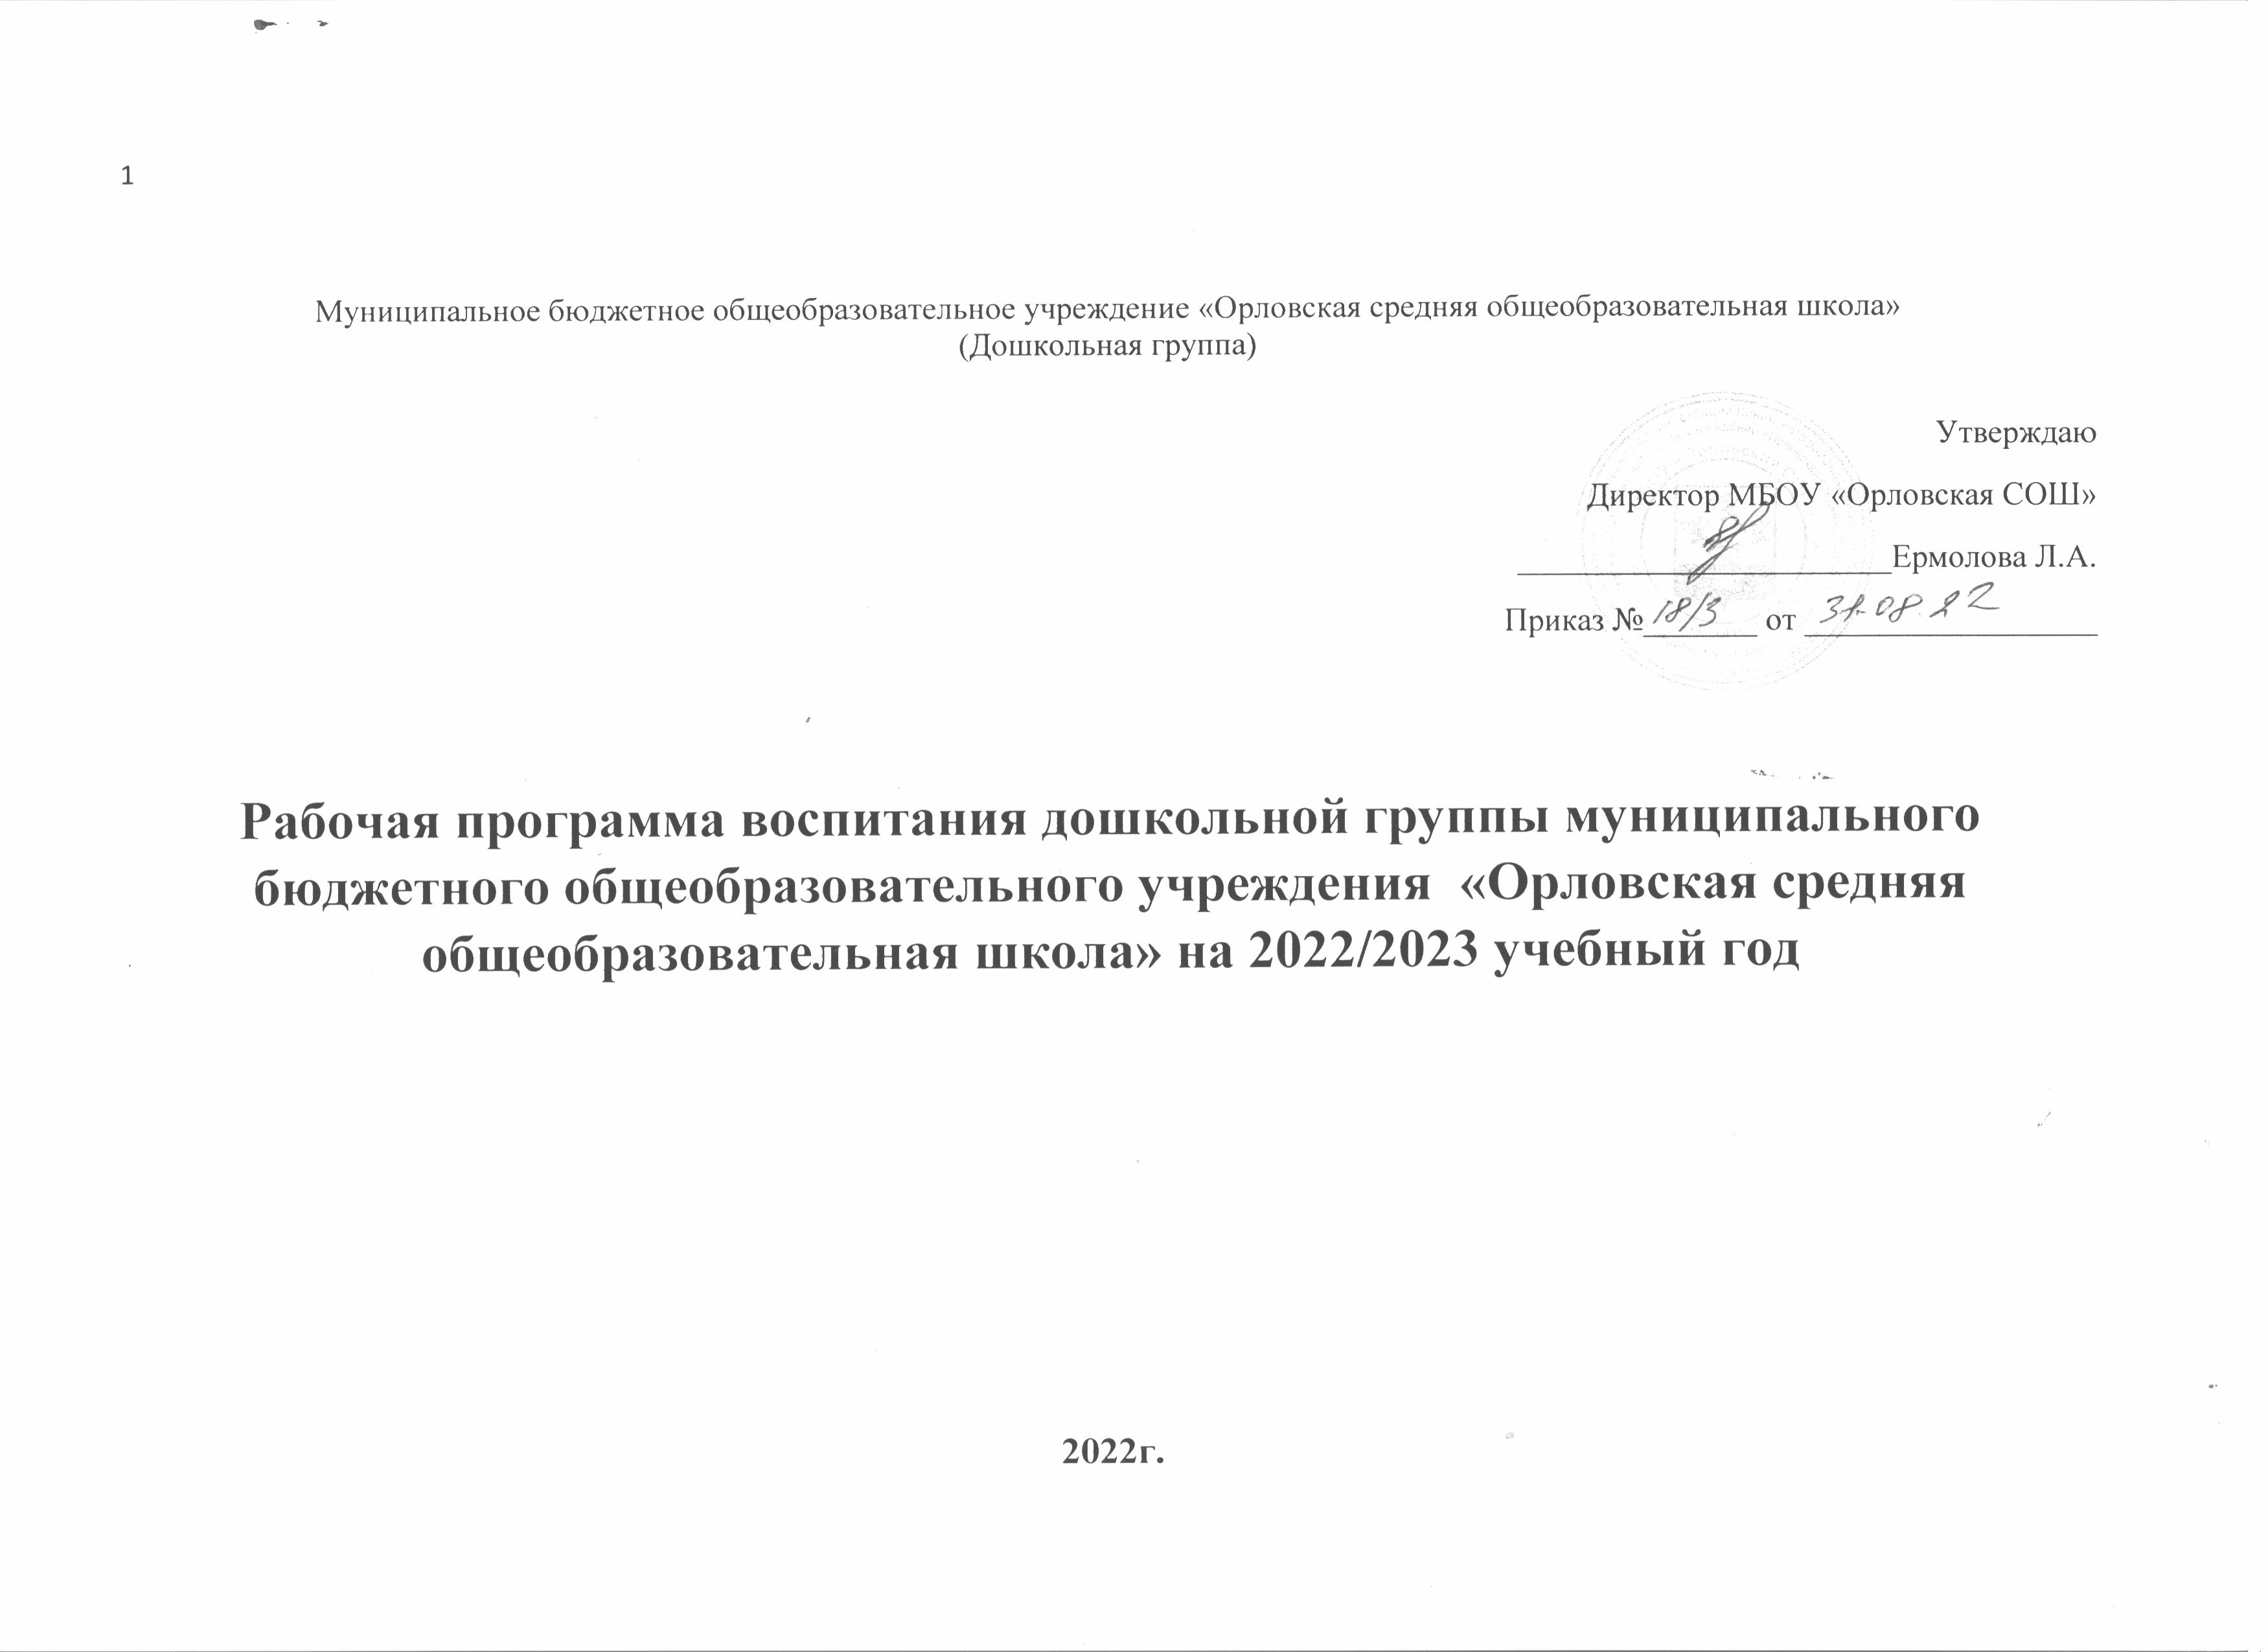 1
Муниципальное бюджетное общеобразовательное учреждение «Орловская средняя общеобразовательная школа»
(Дошкольная группа)
Утверждаю
Директор МБОУ «Орловская СОШ»
Ермолова Л.А.
Приказ № 18/3 от 31.08.22
Рабочая программа воспитания дошкольной группы муниципального
бюджетного общеобразовательного учреждения «Орловская средняя
общеобразовательная школа» на 2022/2023 учебный год
2022г.